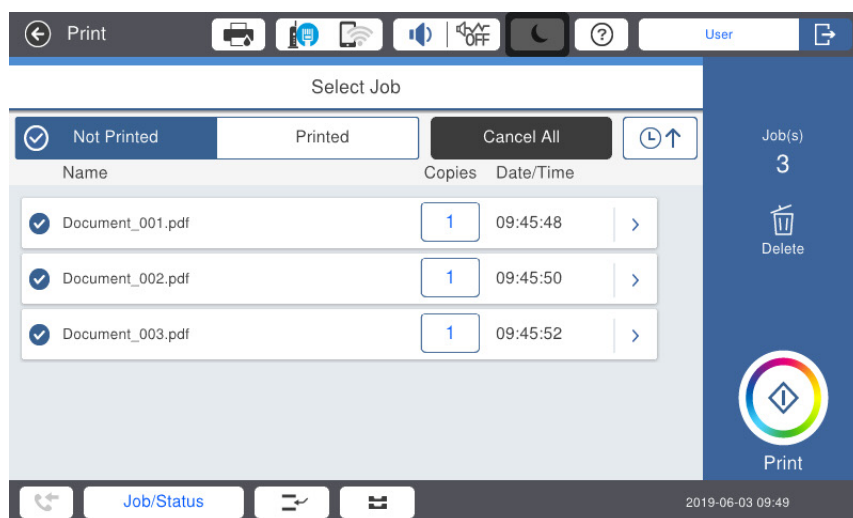 Print
OFF
?
User
Select Job
Not Printed
Printed
Cancel All
Name
Copies
Date/Time
Document_001.pdf
1
09:45:48
Document_002.pdf
1
09:45:50
Document_003.pdf
1
09:45:52
Job(s)
3
Delete
Print
Job/Status
2019-06-03 09:49